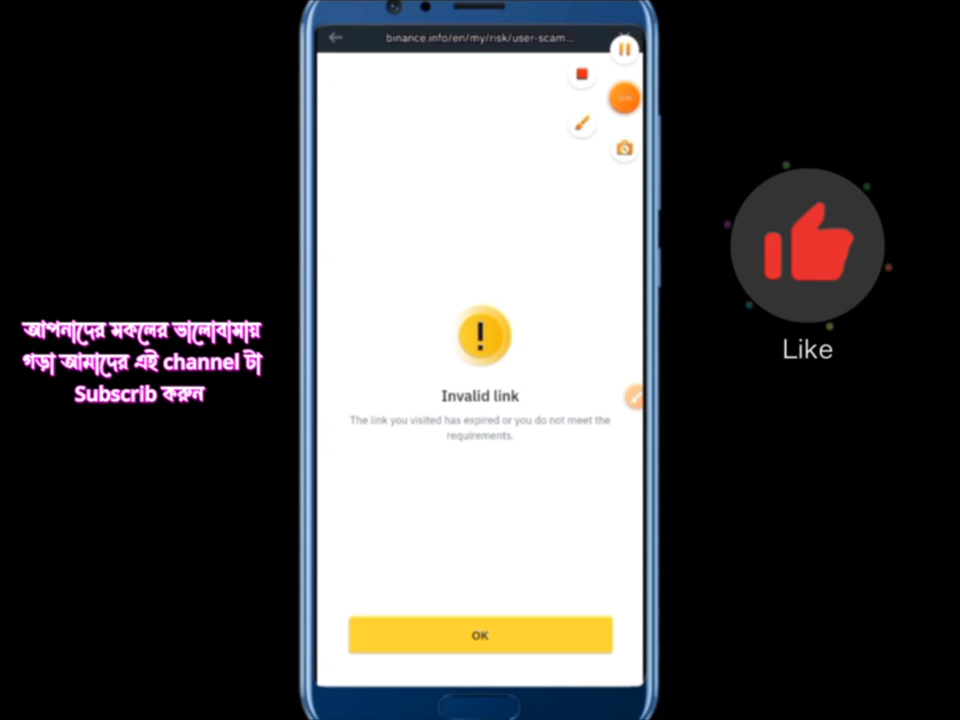 binance.info/en/my/risk/user-scam...
আপনাদের সকলের ভালোবাসায়
গড়া আমাদের এই channel টা
Subscrib করুন
Like
Invalid link
The link you visited has expired or you do not meet the
requirements.
OK